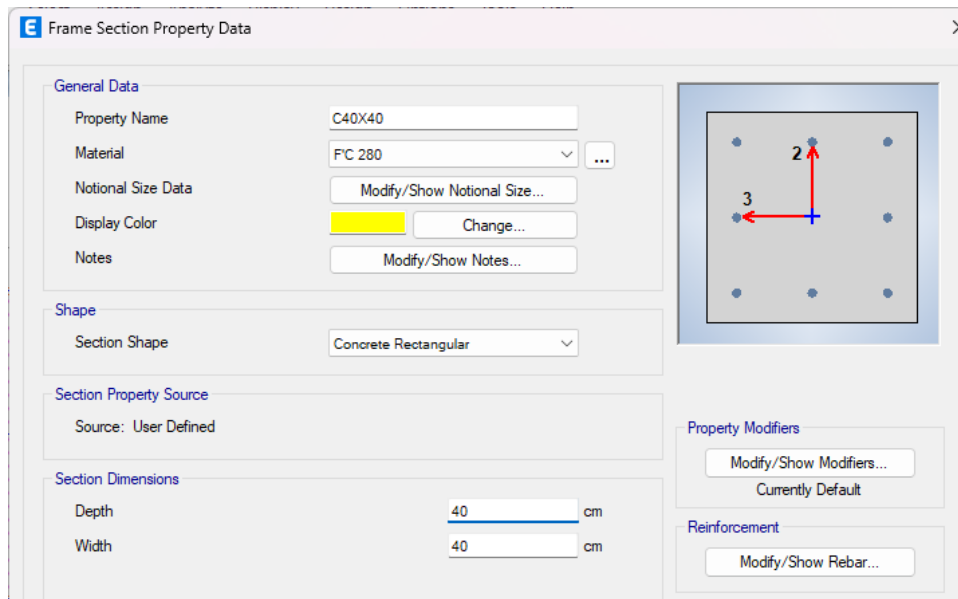 E Frame Section Property Data
General Data
Property Name C40X40
Material F'C 280 ...
Notional Size Data Modify/Show Notional Size...
Display Color Change...
Notes Modify/Show Notes...
2
3
Shape
Section Shape Concrete Rectangular
Section Property Source
Source: User Defined
Property Modifiers
Modify/Show Modifiers...
Currently Default
Section Dimensions
Depth 40 cm
Width 40 cm
Reinforcement
Modify/Show Rebar...